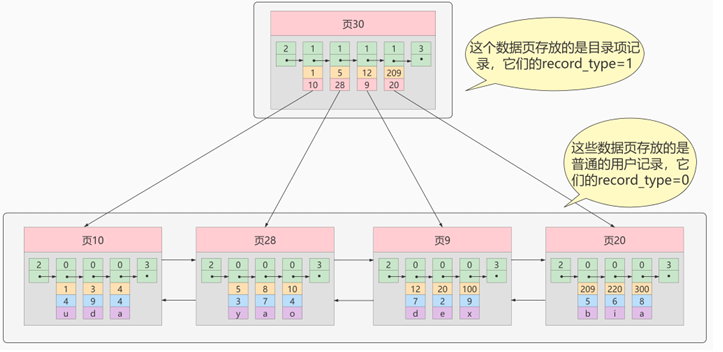 页30
2 1 1 1 1 3
1 5 12 209
10 28 9 20
这个数据页存放的是目录项记
录，它们的record_type=1
这些数据页存放的是
普通的用户记录，它
们的record_type=0
页10
2 0 0 0 3
1 3 4
4 9 4
u d a
页28
2 0 0 0 3
5 8 10
3 7 4
y a o
页9
2 0 0 0 3
12 20 100
7 2 9
d e x
页20
2 0 0 0 3
209 220 300
5 6 8
b i a